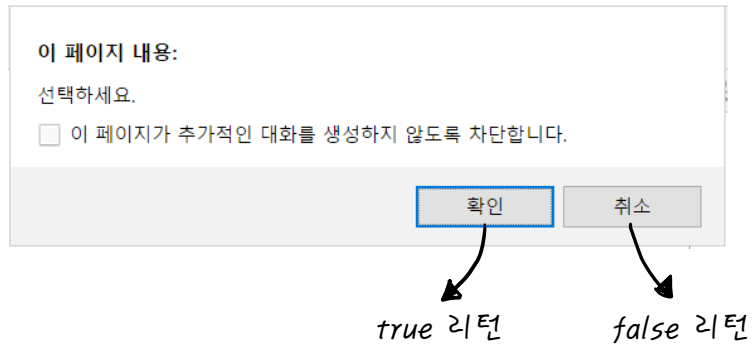 이 페이지 내용:
선택하세요.
이 페이지가 추가적인 대화를 생성하지 않도록 차단합니다.
확인 취소
true 리턴 false 리턴